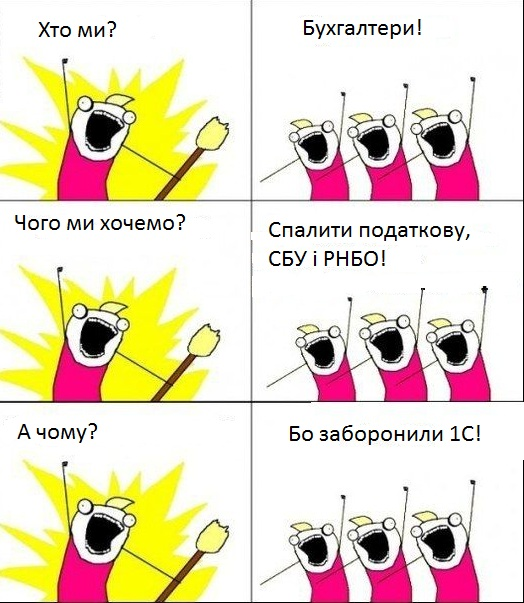 Хто ми?
Бухгалтери!
Чого ми хочемо?
Спалити податкову,
СБУ і РНБО!
А чому?
Бо заборонили 1С!